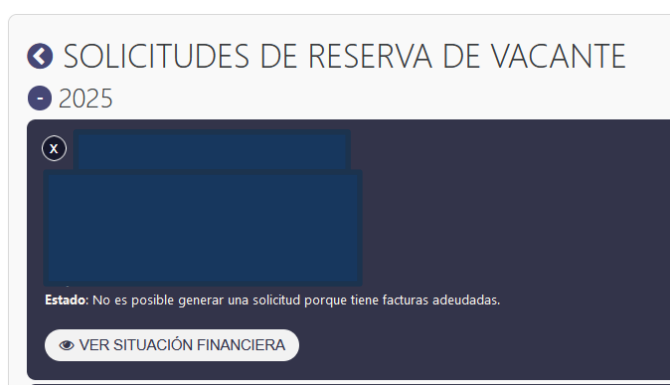 SOLICITUDES DE RESERVA DE VACANTE
- 2025
X
Estado: No es posible generar una solicitud porque tiene facturas adeudadas.
VER SITUACIÓN FINANCIERA